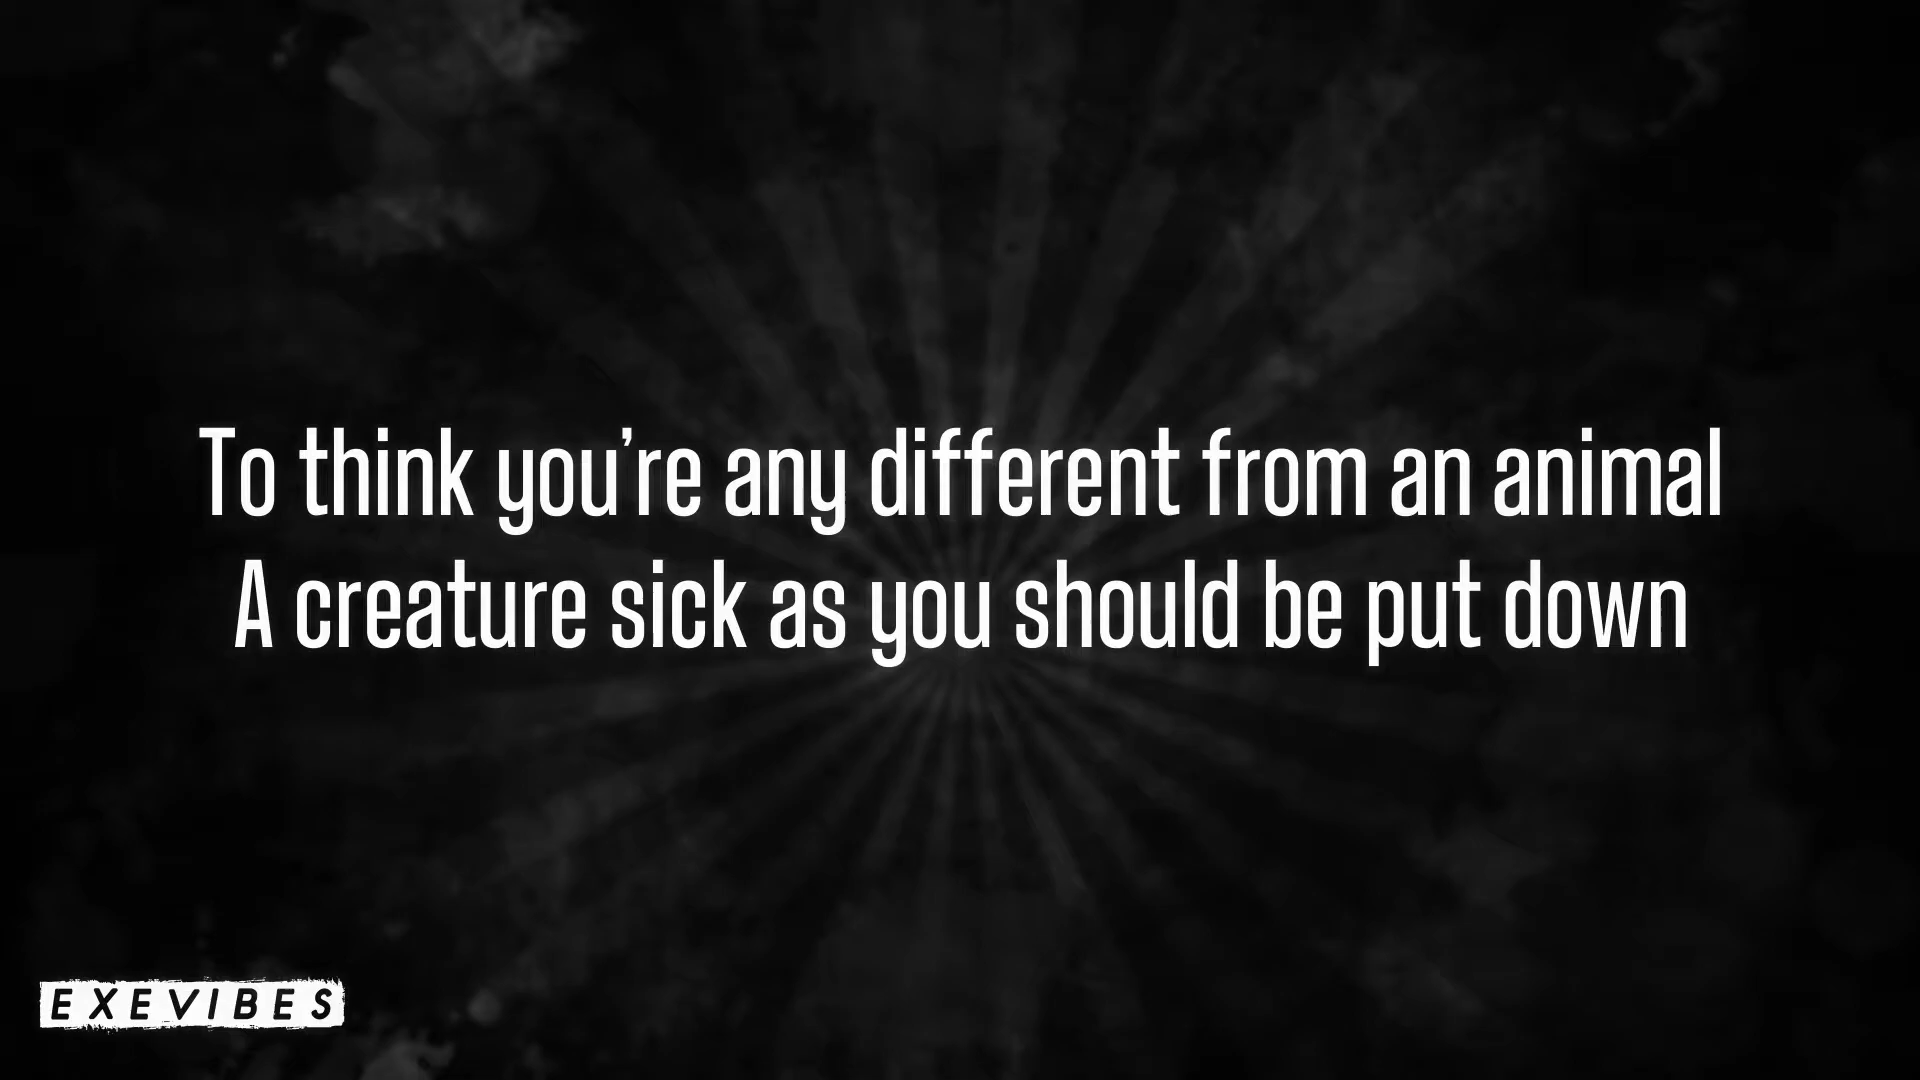 To think you’re any different from an animal
A creature sick as you should be put down
EXEVIBES